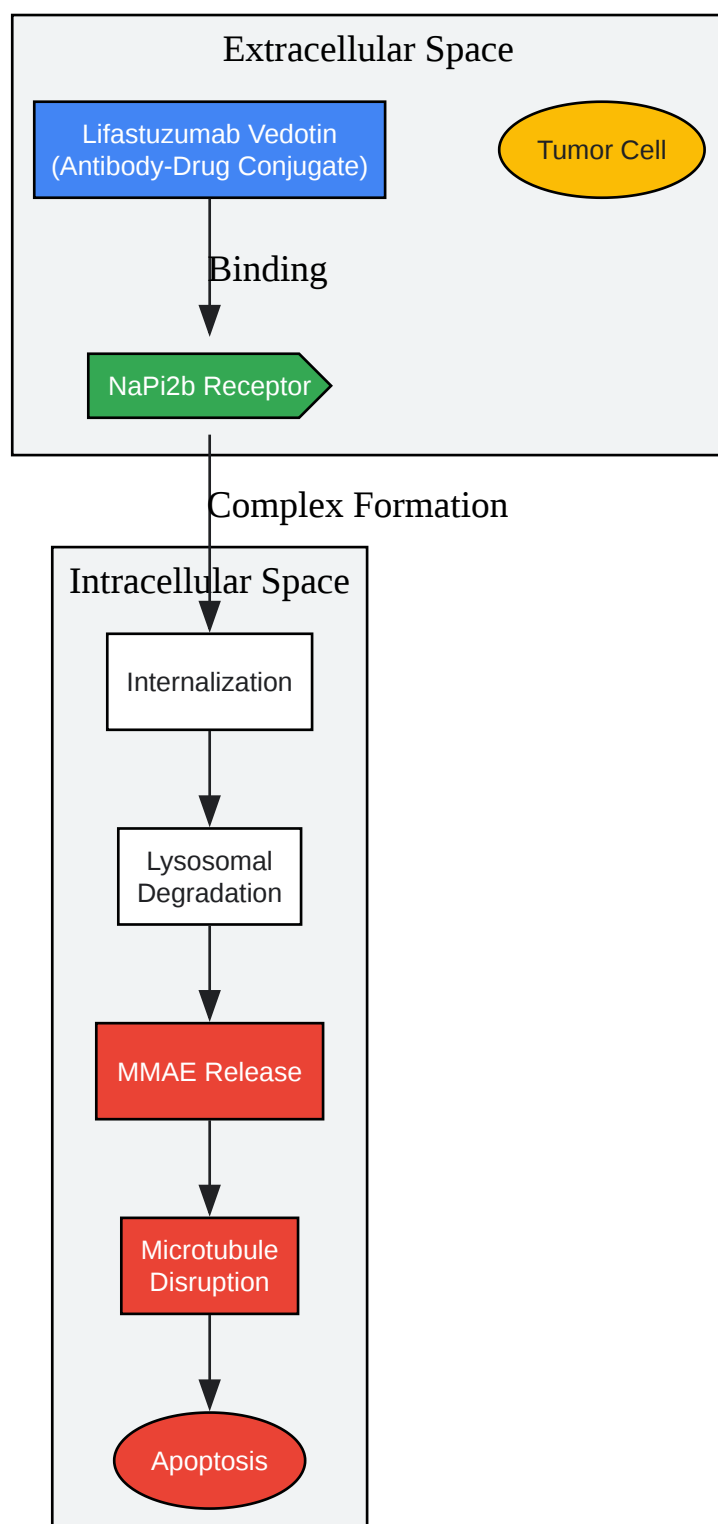 Extracellular Space
Lifastuzumab Vedotin
(Antibody-Drug Conjugate)
Tumor Cell
Binding
NaPi2b Receptor
Complex Formation
Intracellular Space
Internalization
Lysosomal
Degradation
MMAE Release
Microtubule
Disruption
Apoptosis